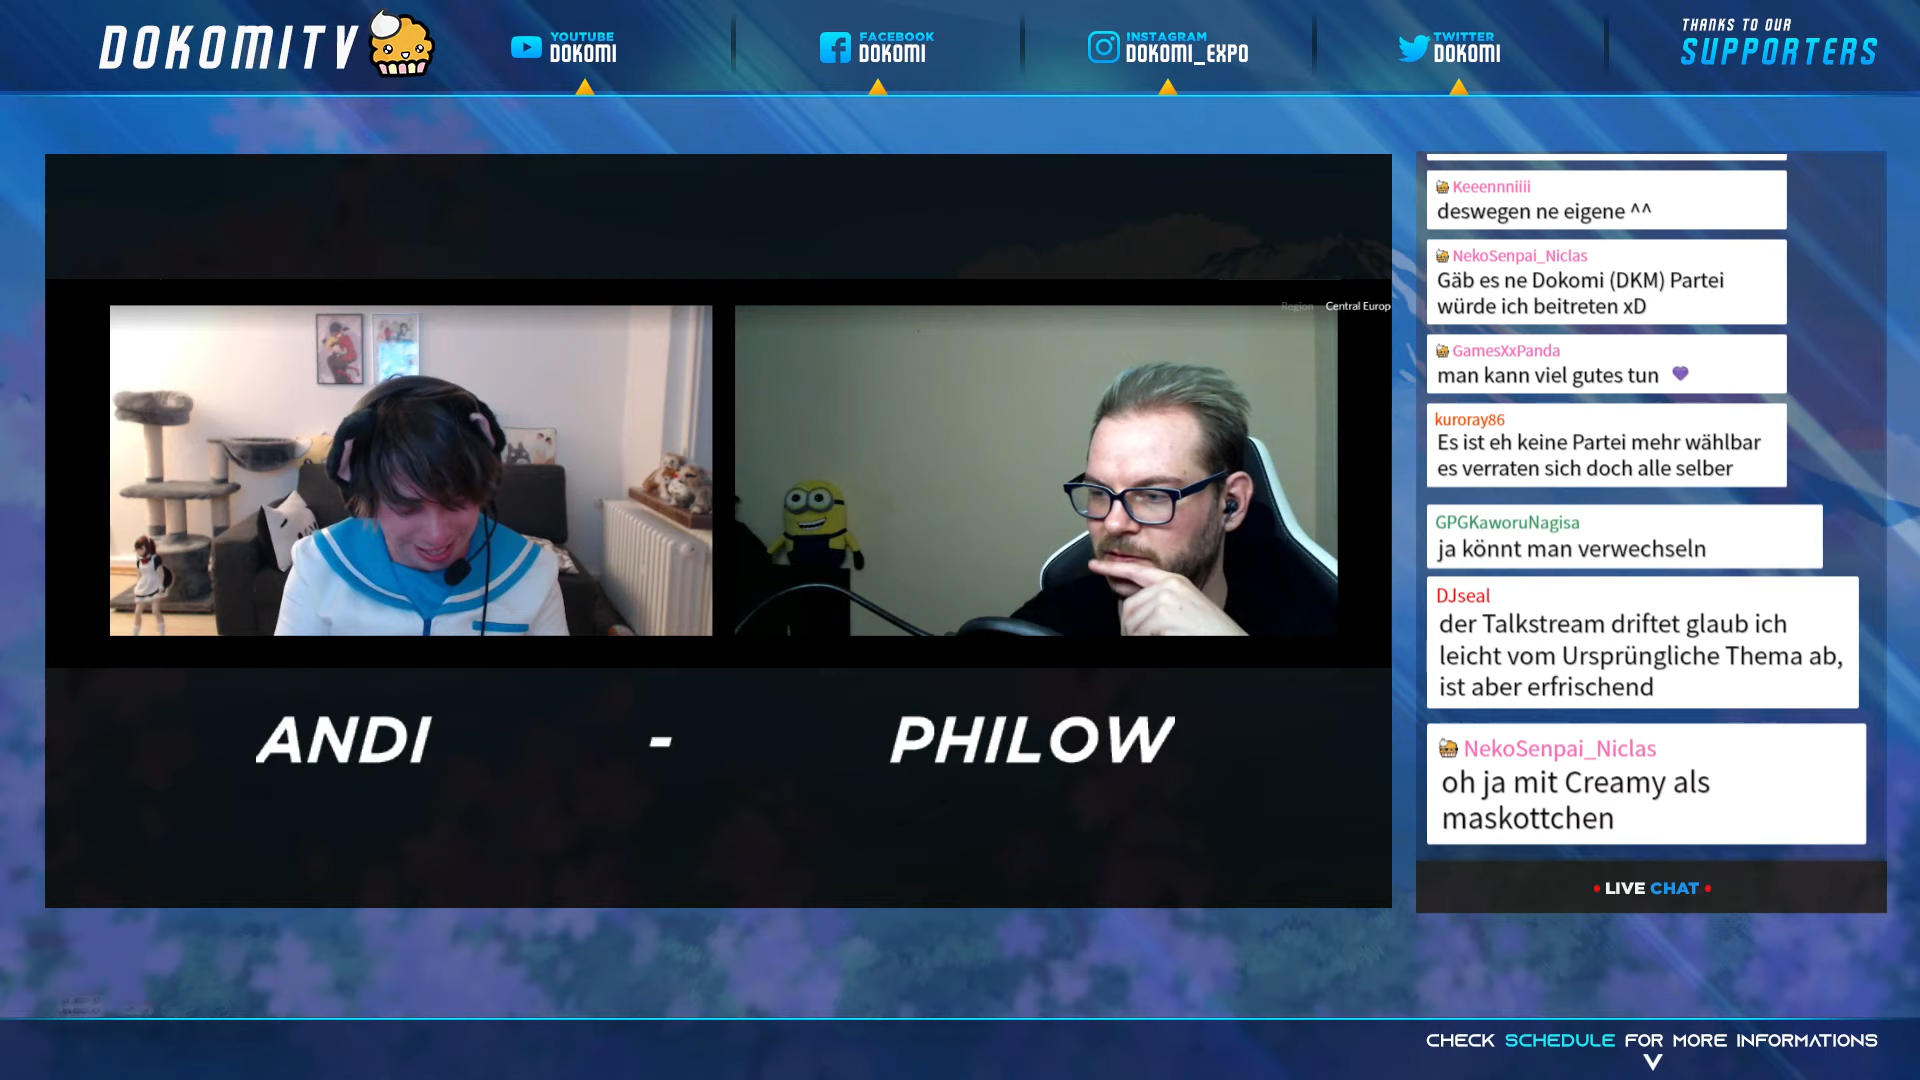 DOKOMITV
YOUTUBE
DOKOMI
FACEBOOK
DOKOMI
INSTAGRAM
DOKOMI_EXPO
TWITTER
DOKOMI
THANKS TO OUR
SUPPORTERS
Region Central Europ
ANDI - PHILOW
Keeennniiii
deswegen ne eigene ^^
NekoSenpai_Niclas
Gäb es ne Dokomi (DKM) Partei
würde ich beitreten xD
GamesXxPanda
man kann viel gutes tun
kuroray86
Es ist eh keine Partei mehr wählbar
es verraten sich doch alle selber
GPGKaworuNagisa
ja könnt man verwechseln
DJseal
der Talkstream driftet glaub ich
leicht vom Ursprüngliche Thema ab,
ist aber erfrischend
NekoSenpai_Niclas
oh ja mit Creamy als
maskottchen
• LIVE CHAT •
CHECK SCHEDULE FOR MORE INFORMATIONS